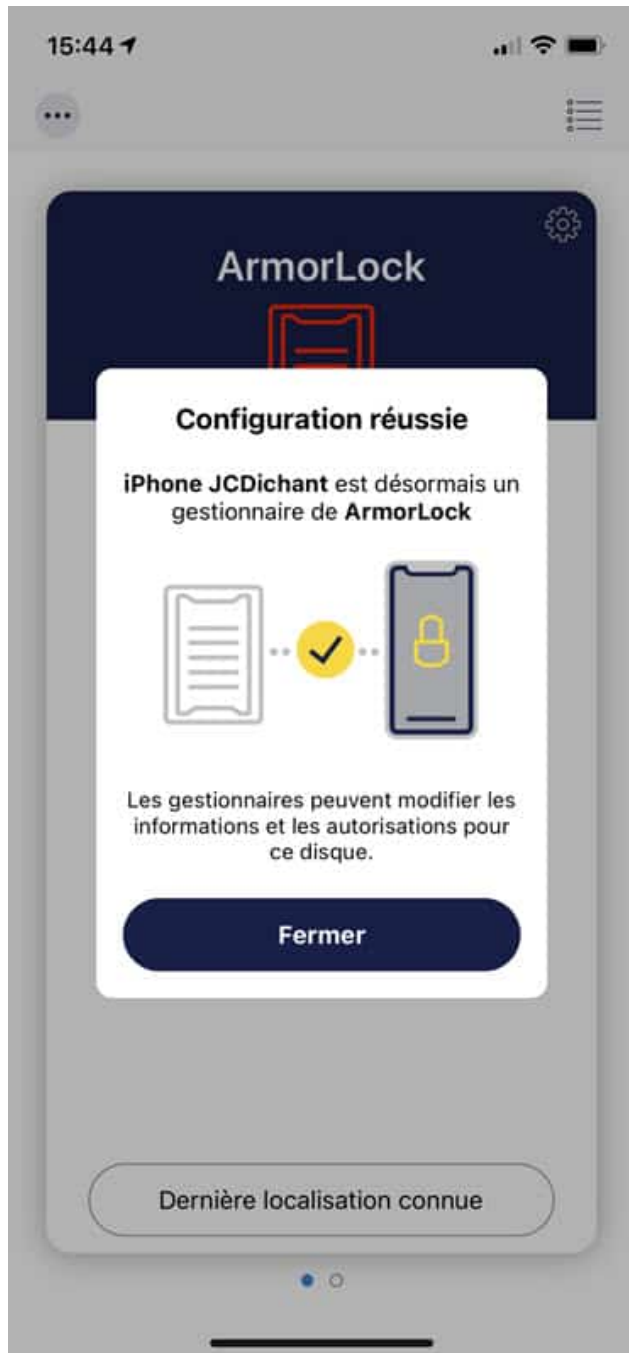 15:44
ArmorLock
Configuration réussie
iPhone JCDichant est désormais un
gestionnaire de ArmorLock
Les gestionnaires peuvent modifier les
informations et les autorisations pour
ce disque.
Fermer
Dernière localisation connue